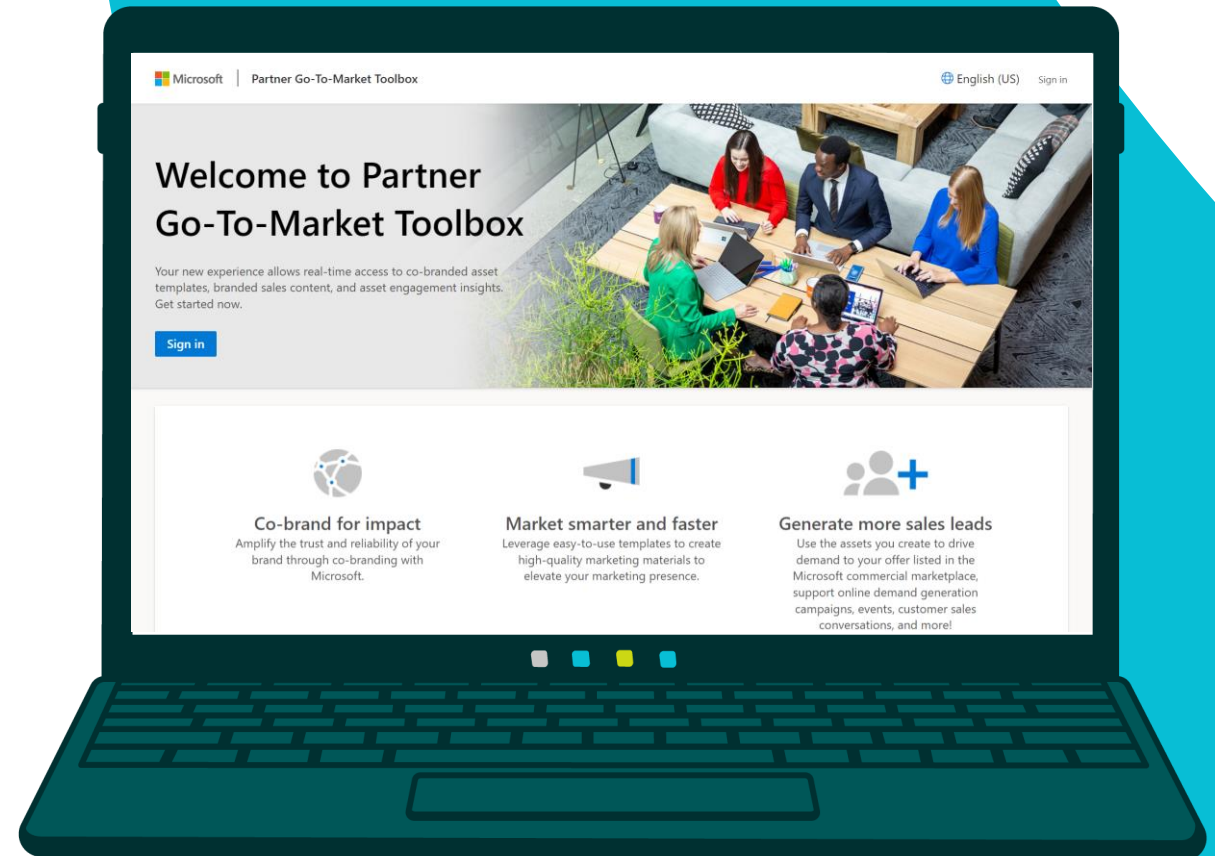 Microsoft Partner Go-To-Market Toolbox English (US) Sign in
Welcome to Partner
Go-To-Market Toolbox
Your new experience allows real-time access to co-branded asset
templates, branded sales content, and asset engagement insights.
Get started now.
Sign in
Co-brand for impact
Amplify the trust and reliability of your
brand through co-branding with
Microsoft.
Market smarter and faster
Leverage easy-to-use templates to create
high-quality marketing materials to
elevate your marketing presence.
Generate more sales leads
Use the assets you create to drive
demand to your offer listed in the
Microsoft commercial marketplace,
support online demand generation
campaigns, events, customer sales
conversations, and more!